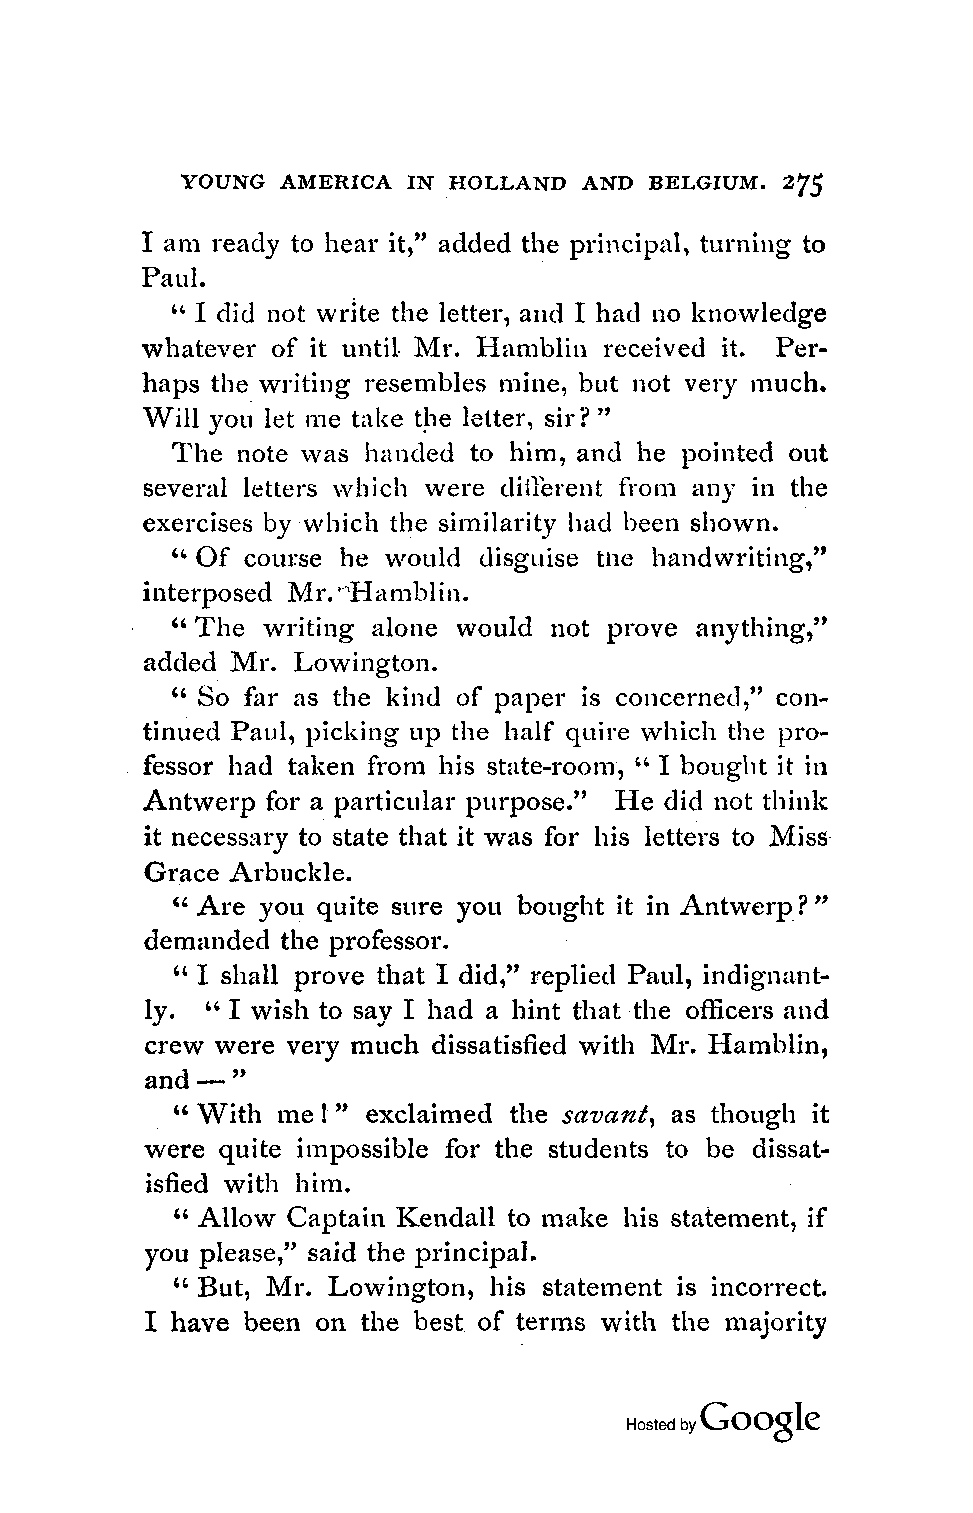 YOUNG AMERICA IN HOLLAND AND BELGIUM. 275
I am ready to hear it,” added the principal, turning to
Paul.
“ I did not write the letter, and I had no knowledge
whatever of it until Mr. Hamblin received it. Per-
haps the writing resembles mine, but not very much.
Will you let me take the letter, sir? ”
The note was handed to him, and he pointed out
several letters which were different from any in the
exercises by which the similarity had been shown.
“ Of course he would disguise the handwriting,”
interposed Mr. Hamblin.
“ The writing alone would not prove anything,”
added Mr. Lowington.
“ So far as the kind of paper is concerned,” con-
tinued Paul, picking up the half quire which the pro-
fessor had taken from his state-room, “ I bought it in
Antwerp for a particular purpose.” He did not think
it necessary to state that it was for his letters to Miss
Grace Arbuckle.
“ Are you quite sure you bought it in Antwerp? ”
demanded the professor.
“ I shall prove that I did,” replied Paul, indignant-
ly. “ I wish to say I had a hint that the officers and
crew were very much dissatisfied with Mr. Hamblin,
and — ”
“ With me! ” exclaimed the savant, as though it
were quite impossible for the students to be dissat-
isfied with him.
“ Allow Captain Kendall to make his statement, if
you please,” said the principal.
“ But, Mr. Lowington, his statement is incorrect.
I have been on the best of terms with the majority
Hosted by Google